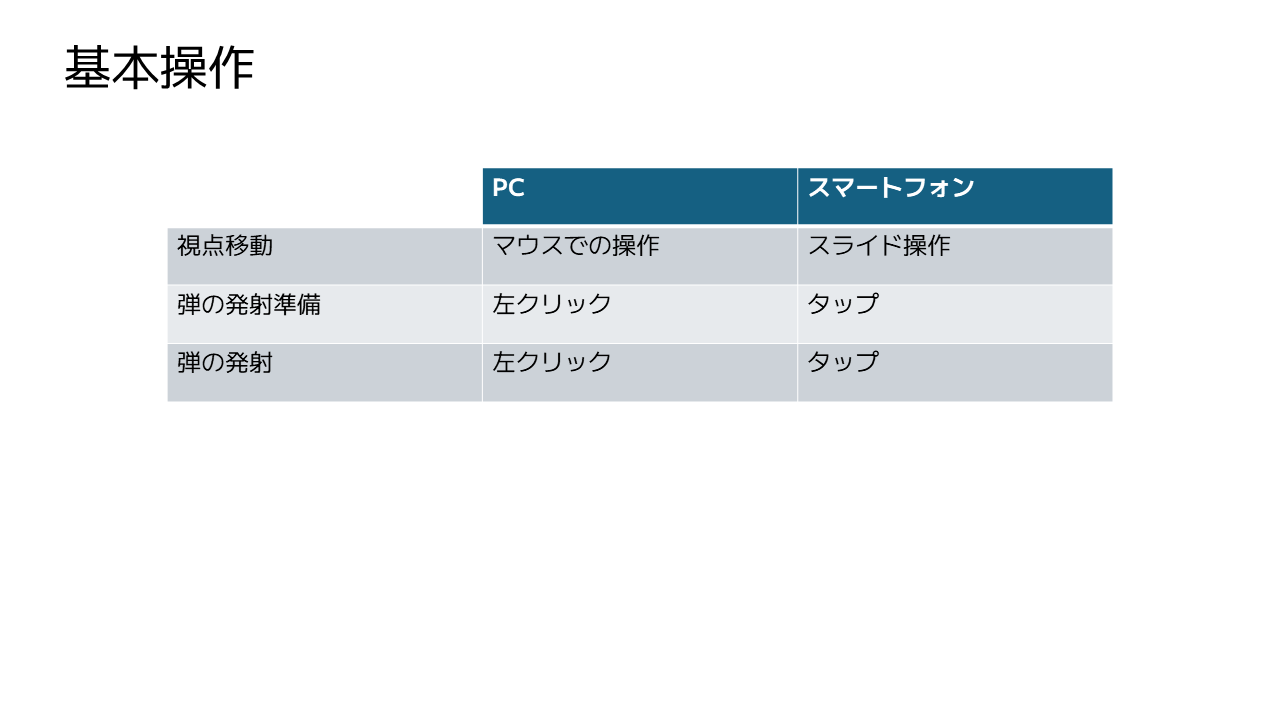 基本操作
PC スマートフォン
視点移動 マウスでの操作 スライド操作
弾の発射準備 左クリック タップ
弾の発射 左クリック タップ